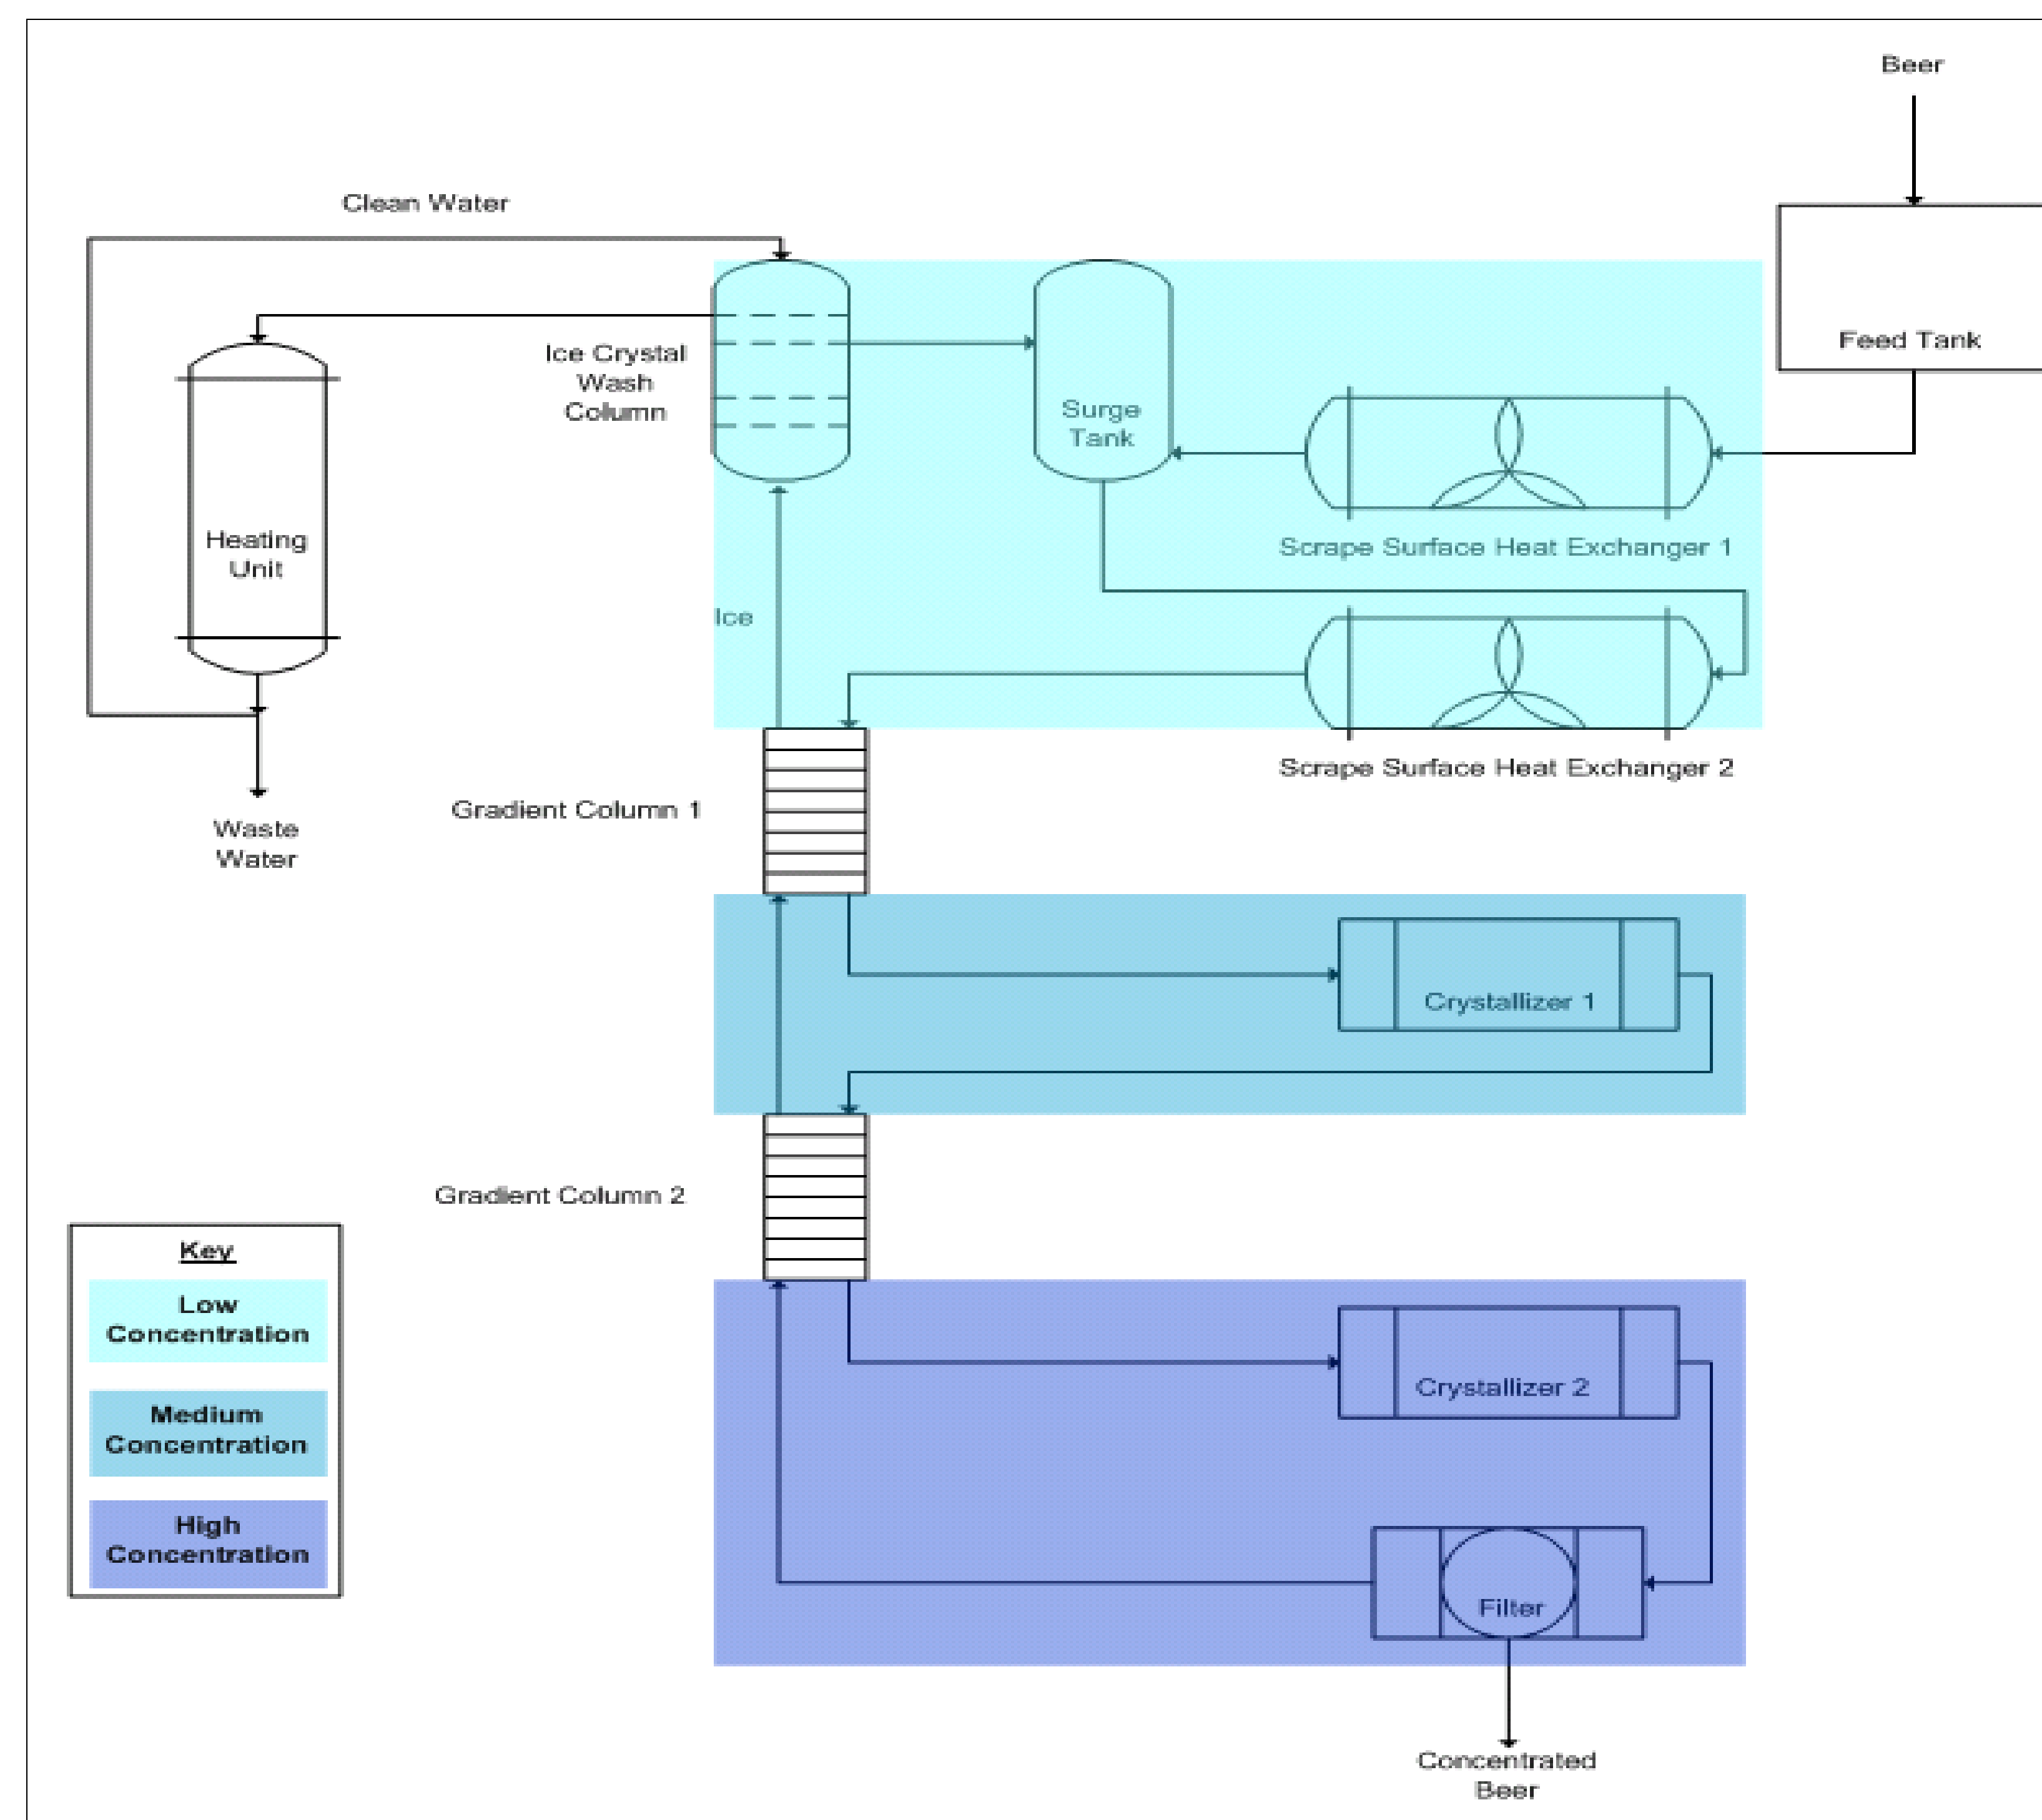 Beer
Clean Water
Feed Tank
Ice Crystal
Wash
Column
Surge
Tank
Heating
Unit
Scrape Surface Heat Exchanger 1
Ice
Scrape Surface Heat Exchanger 2
Gradient Column 1
Waste
Water
Crystallizer 1
Gradient Column 2
Key
Low
Concentration
Medium
Concentration
High
Concentration
Crystallizer 2
Filter
Concentrated
Beer